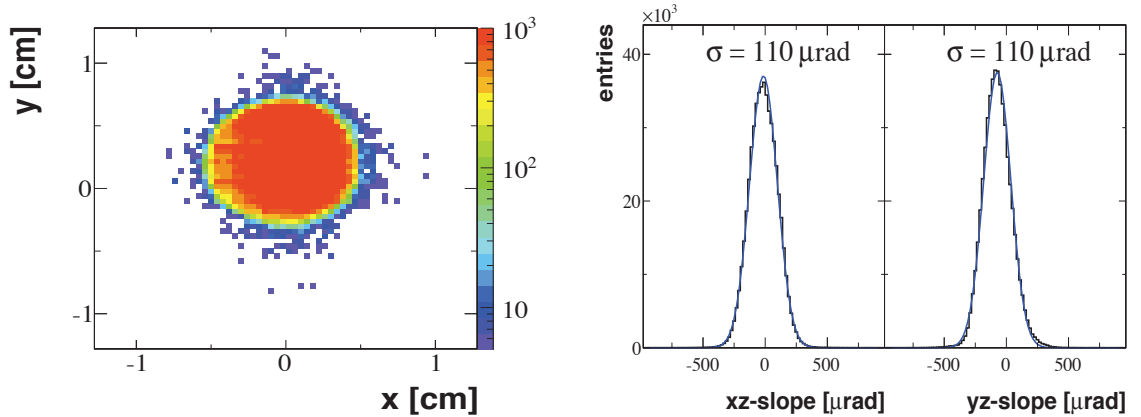 y [cm]
1
0
-1
-1
0
1
x [cm]
10³
10²
10
×10³
entries
40
20
0
σ = 110 μrad
σ = 110 μrad
-500
0
500
-500
0
500
xz-slope [μrad]
yz-slope [μrad]